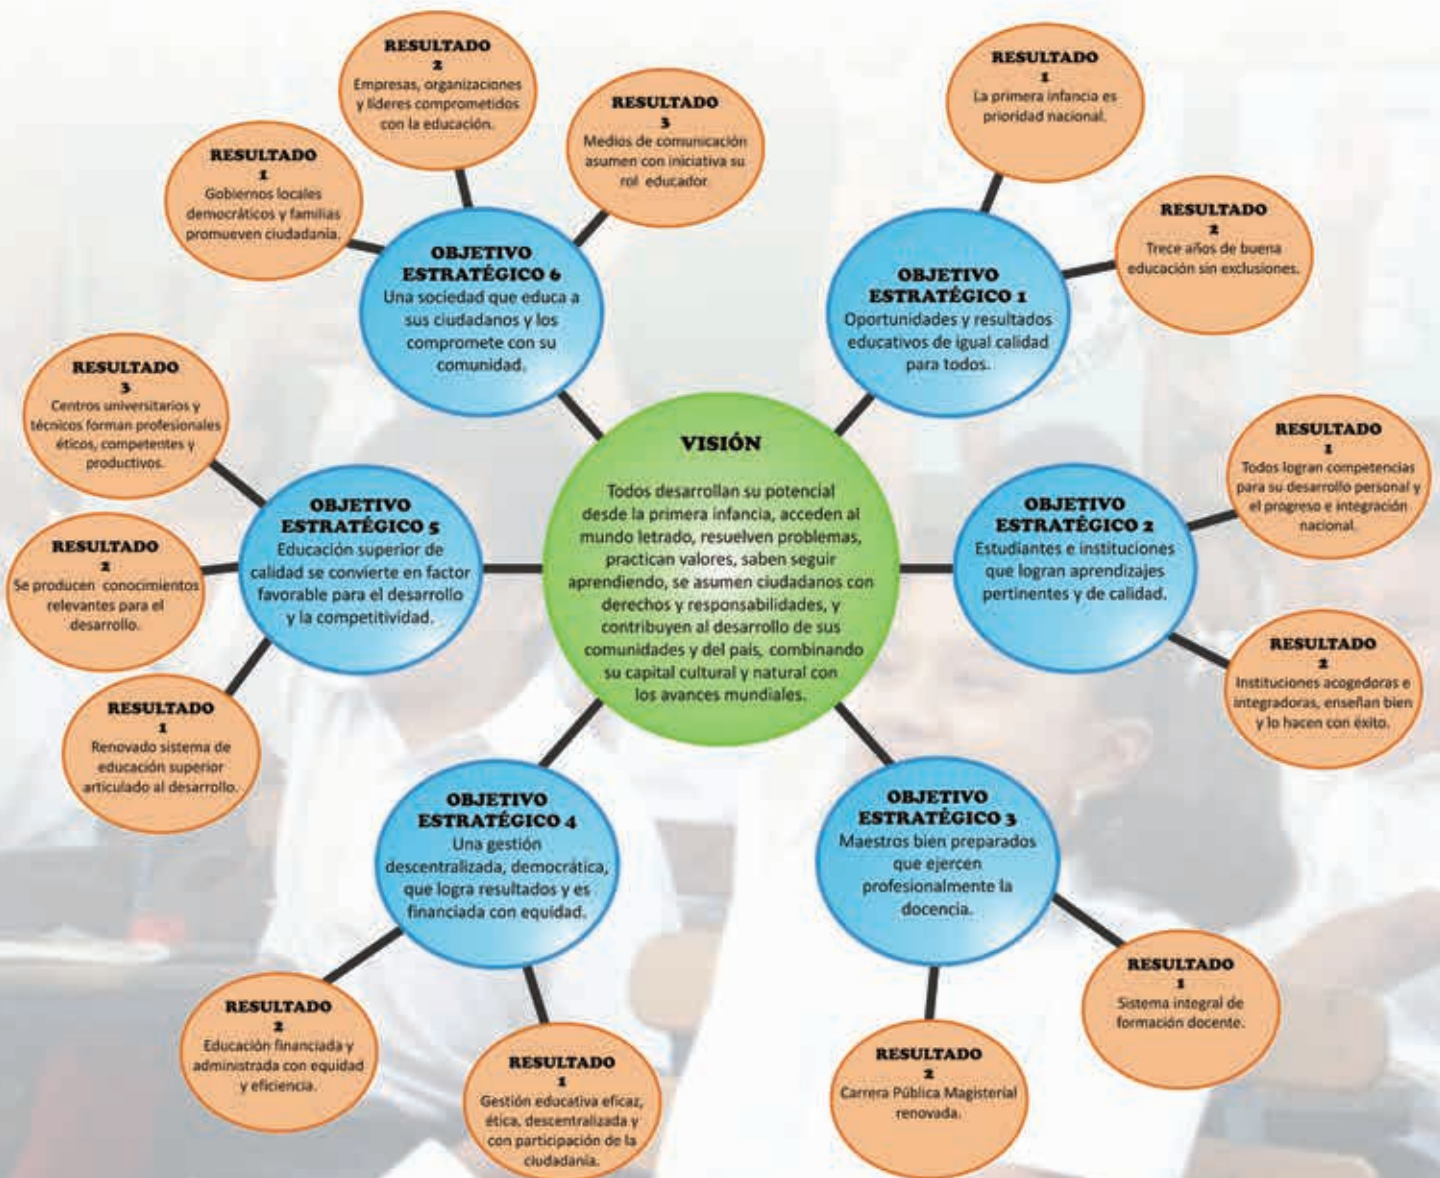 VISIÓN
Todos desarrollan su potencial
desde la primera infancia, acceden al
mundo letrado, resuelven problemas,
practican valores, saben seguir
aprendiendo, se asumen ciudadanos con
derechos y responsabilidades, y
contribuyen al desarrollo de sus
comunidades y del país, combinando
su capital cultural y natural con
los avances mundiales.
OBJETIVO
ESTRATÉGICO 1
Oportunidades y resultados
educativos de igual calidad
para todos.
RESULTADO
1
La primera infancia es
prioridad nacional.
RESULTADO
2
Trece años de buena
educación sin exclusiones.
OBJETIVO
ESTRATÉGICO 2
Estudiantes e instituciones
que logran aprendizajes
pertinentes y de calidad.
RESULTADO
1
Todos logran competencias
para su desarrollo personal y
el progreso e integración
nacional.
RESULTADO
2
Instituciones acogedoras e
integradoras, enseñan bien
y lo hacen con éxito.
OBJETIVO
ESTRATÉGICO 3
Maestros bien preparados
que ejercen
profesionalmente la
docencia.
RESULTADO
1
Sistema integral de
formación docente.
RESULTADO
2
Carrera Pública Magisterial
renovada.
OBJETIVO
ESTRATÉGICO 4
Una gestión
descentralizada, democrática,
que logra resultados y es
financiada con equidad.
RESULTADO
1
Gestión educativa eficaz,
ética, descentralizada y
con participación de la
ciudadanía.
RESULTADO
2
Educación financiada y
administrada con equidad
y eficiencia.
OBJETIVO
ESTRATÉGICO 5
Educación superior de
calidad se convierte en factor
favorable para el desarrollo
y la competitividad.
RESULTADO
1
Renovado sistema de
educación superior
articulado al desarrollo.
RESULTADO
2
Se producen conocimientos
relevantes para el
desarrollo.
RESULTADO
3
Centros universitarios y
técnicos forman profesionales
éticos, competentes y
productivos.
OBJETIVO
ESTRATÉGICO 6
Una sociedad que educa a
sus ciudadanos y los
compromete con su
comunidad.
RESULTADO
1
Gobiernos locales
democráticos y familias
promueven ciudadanía.
RESULTADO
2
Empresas, organizaciones
y líderes comprometidos
con la educación.
RESULTADO
3
Medios de comunicación
asumen con iniciativa su
rol educador.